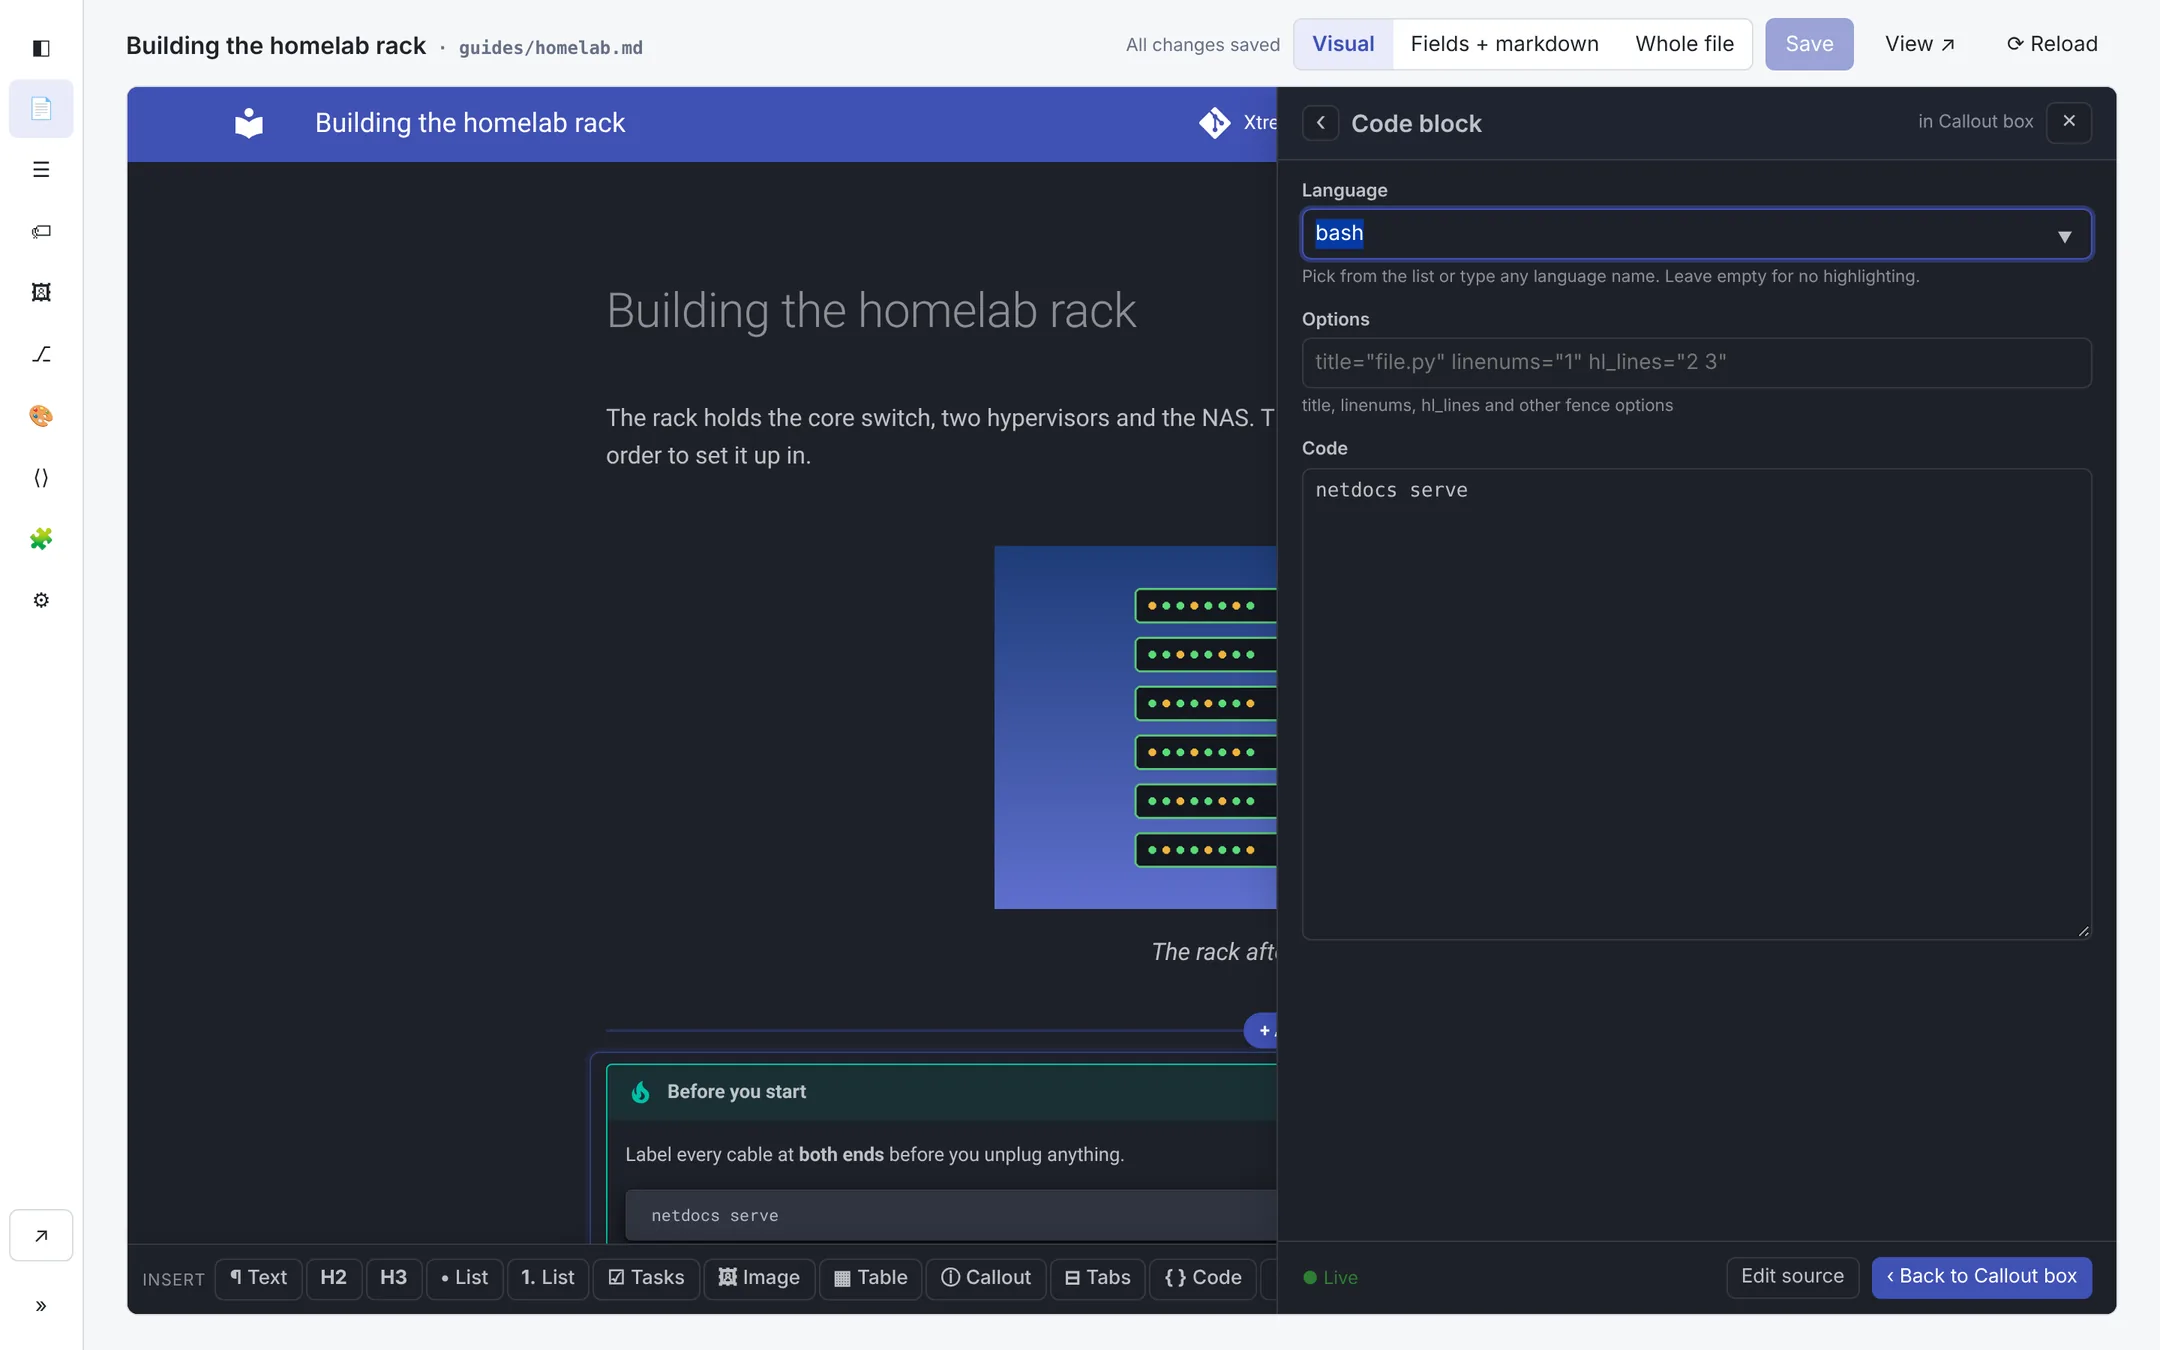 Building the homelab rack · guides/homelab.md
All changes saved
Visual
Fields + markdown
Whole file
Save
View ↗
⟳ Reload
Building the homelab rack
Xtre
Building the homelab rack
The rack holds the core switch, two hypervisors and the NAS. T
order to set it up in.
The rack afte
+
Before you start
Label every cable at both ends before you unplug anything.
netdocs serve
INSERT
¶ Text
H2
H3
• List
1. List
☑ Tasks
Image
Table
Callout
Tabs
{ } Code
‹ Code block
in Callout box
✕
Language
bash
Pick from the list or type any language name. Leave empty for no highlighting.
Options
title="file.py" linenums="1" hl_lines="2 3"
title, linenums, hl_lines and other fence options
Code
netdocs serve
Live
Edit source
‹ Back to Callout box